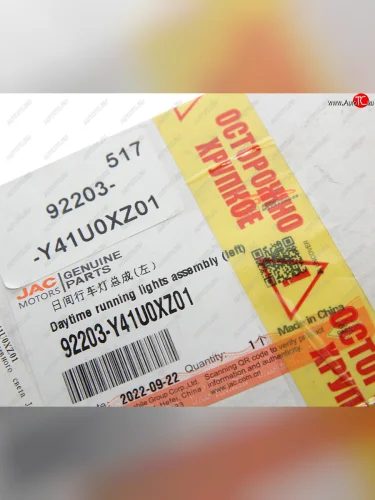 www.AutoTC.ru
517
92203-
-Y41U0XZ01
JAC
MOTORS
GENUINE
PARTS
日间行车灯总成(左)
Daytime running lights assembly (left)
92203-Y41U0XZ01
2022-09-22
Quantity:
1个
Made in China
Scanning QR code to verify
information and authenticity
www.jac.com.cn
ОСТОРОЖНО
ХРУПКОЕ
ОСТОРОЖНО
ХРУПКОЕ